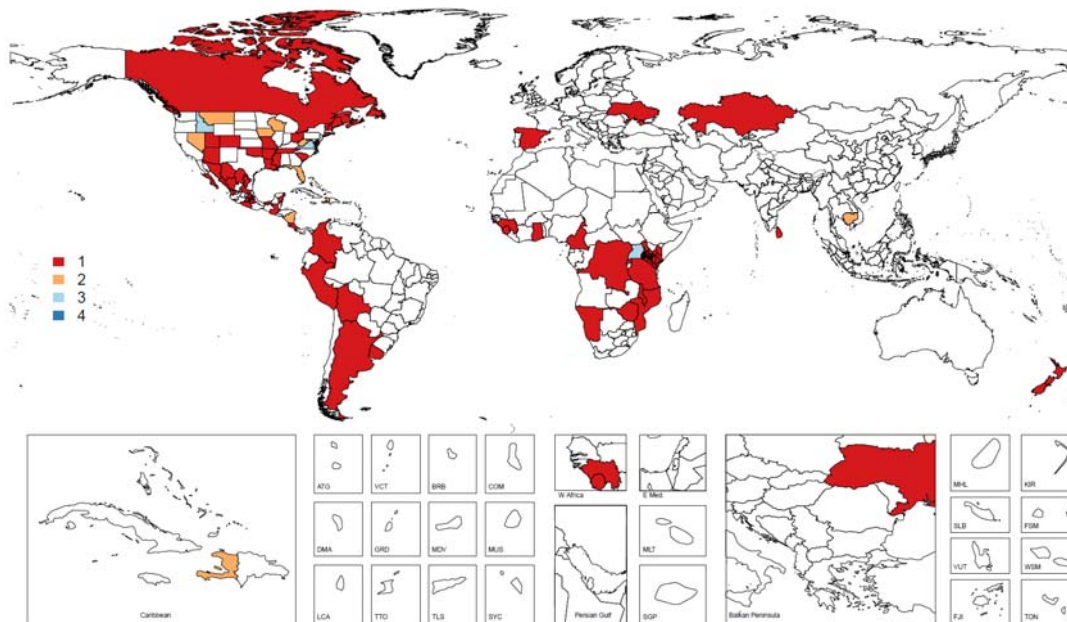 1
2
3
4
Caribbean
ATG
VCT
BRB
COM
DMA
GRD
MDV
MUS
LCA
TTO
TLS
SYC
W Africa
E Med.
Persian Gulf
MLT
SGP
Balkan Peninsula
MHL
KIR
SLB
FSM
VUT
WSM
FJI
TON